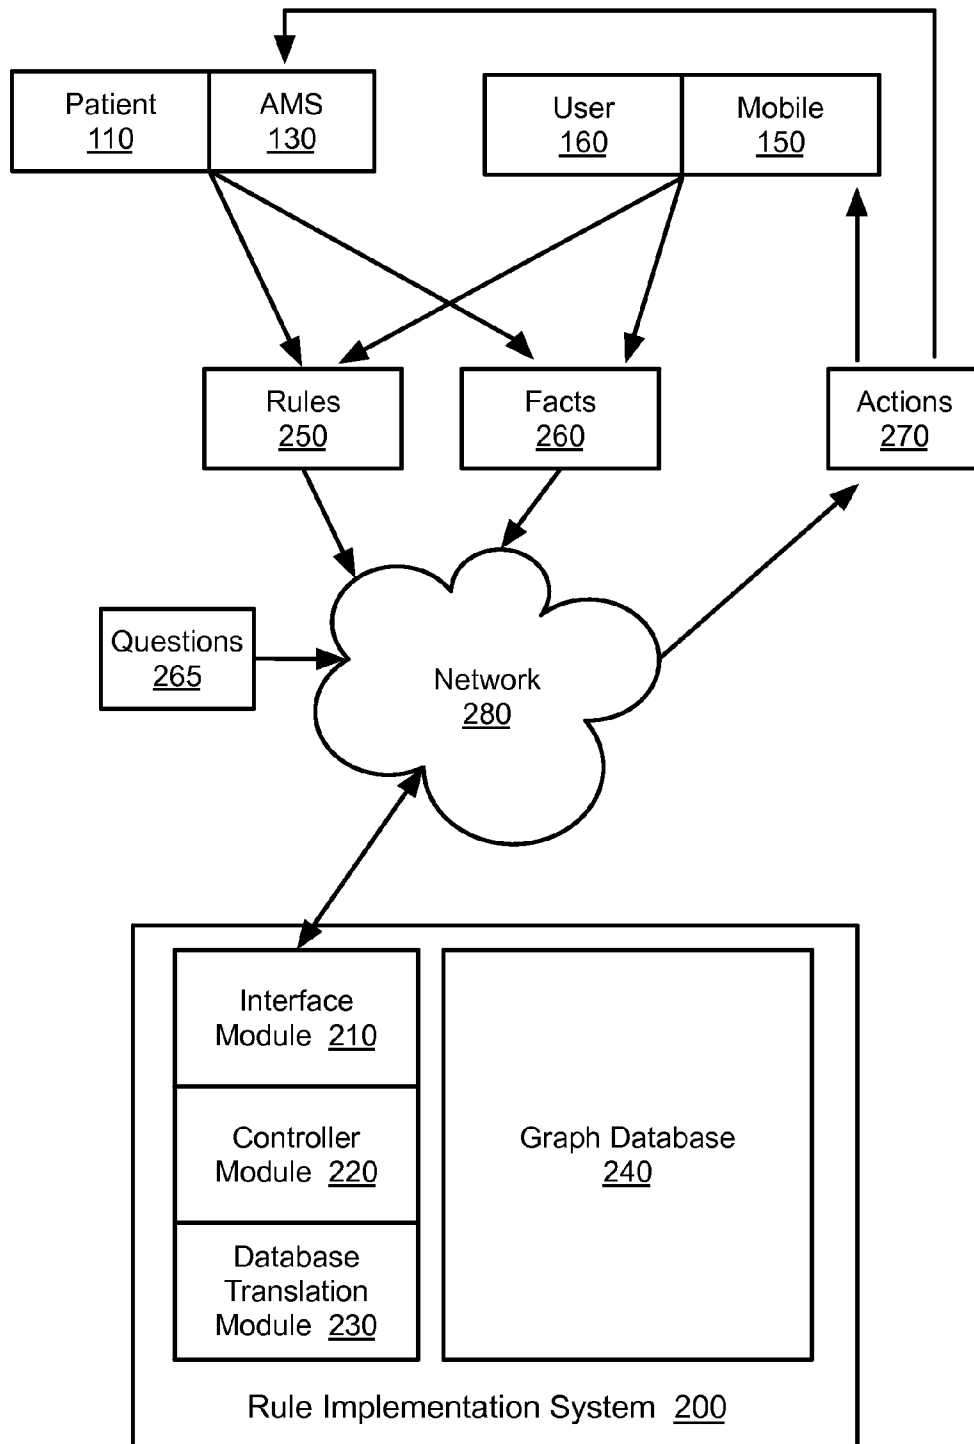 Patient
110
AMS
130
User
160
Mobile
150
Rules
250
Facts
260
Actions
270
Questions
265
Network
280
Interface
Module 210
Controller
Module 220
Database
Translation
Module 230
Graph Database
240
Rule Implementation System 200